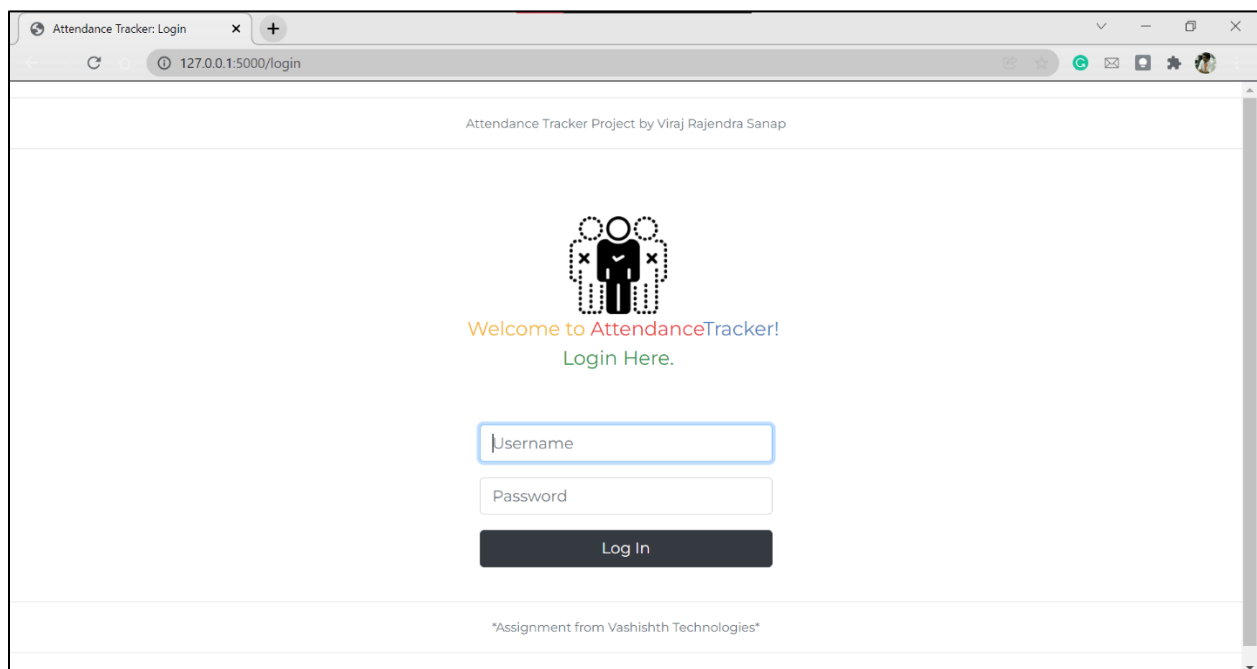 Attendance Tracker: Login
127.0.0.1:5000/login
Attendance Tracker Project by Viraj Rajendra Sanap
Welcome to AttendanceTracker!
Login Here.
Username
Password
Log In
*Assignment from Vashishth Technologies*